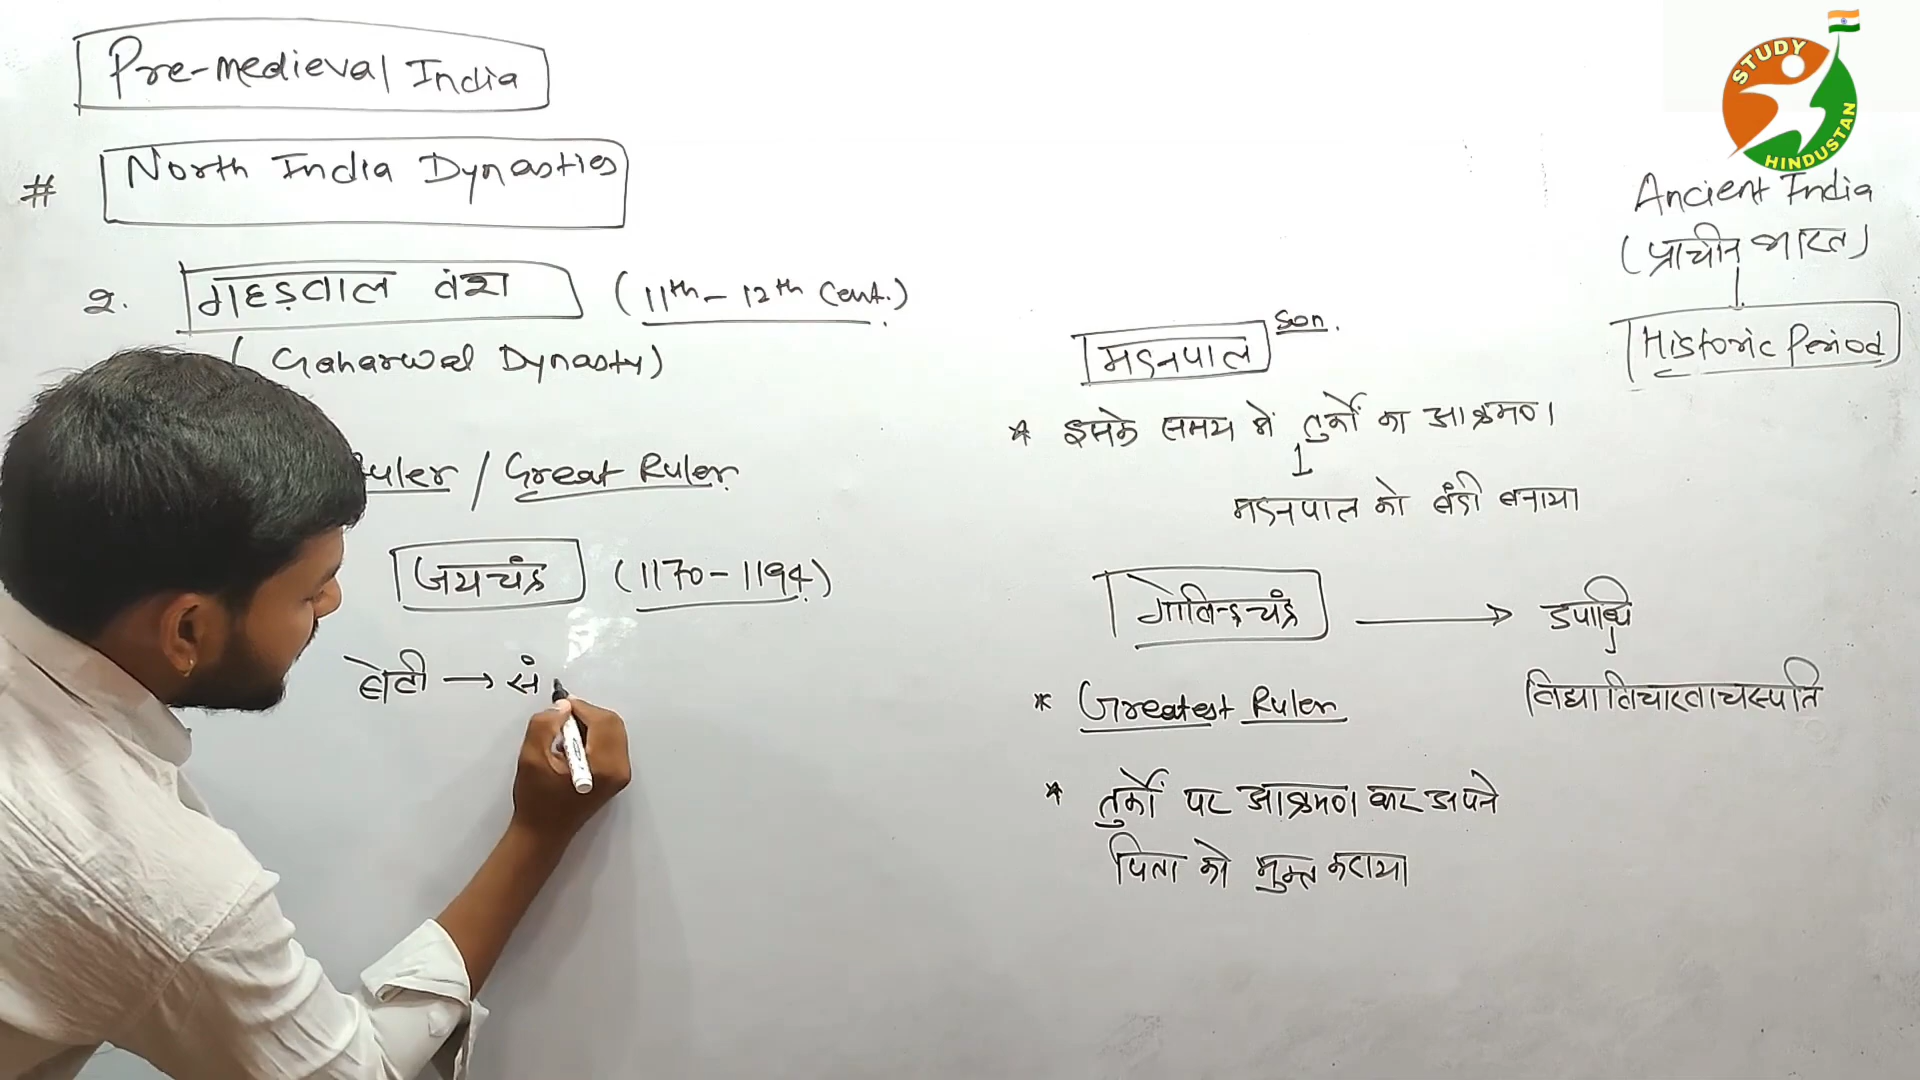 Pre-medieval India
# North India Dynasties
2. गहड़वाल वंश (11th - 12th Cent.)
( Gaharwal Dynasty)
Ruler / Great Ruler
जयचंद्र (1170-1194)
बेटी → सं
मदनपाल Son.
* इसके समय में तुर्कों का आक्रमण।
मदनपाल को बंदी बनाया
गोविन्दचंद्र → उपाधि
विद्याविचारवाचस्पति
* Greatest Ruler
* तुर्कों पर आक्रमण कर अपने
पिता को मुक्त कराया
STUDY
HINDUSTAN
Ancient India
(प्राचीन भारत)
Historic Period